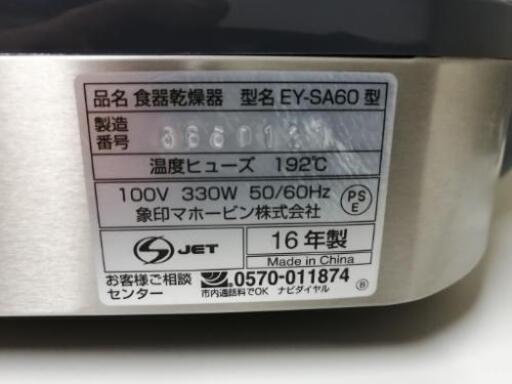 品名 食器乾燥器 型名 EY-SA60 型
製造
番号
温度ヒューズ 192℃
100V 330W 50/60Hz
象印マホービン株式会社
PS
E
S JET
16年製
Made in China
お客様ご相談
センター
0570-011874
市内通話料でOK ナビダイヤル
B